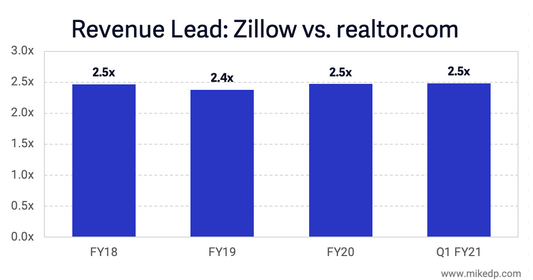 Revenue Lead: Zillow vs. realtor.com
3.0x
2.5x
2.0x
1.5x
1.0x
0.5x
0.0x
2.5x
2.4x
2.5x
2.5x
FY18
FY19
FY20
Q1 FY21
www.mikedp.com